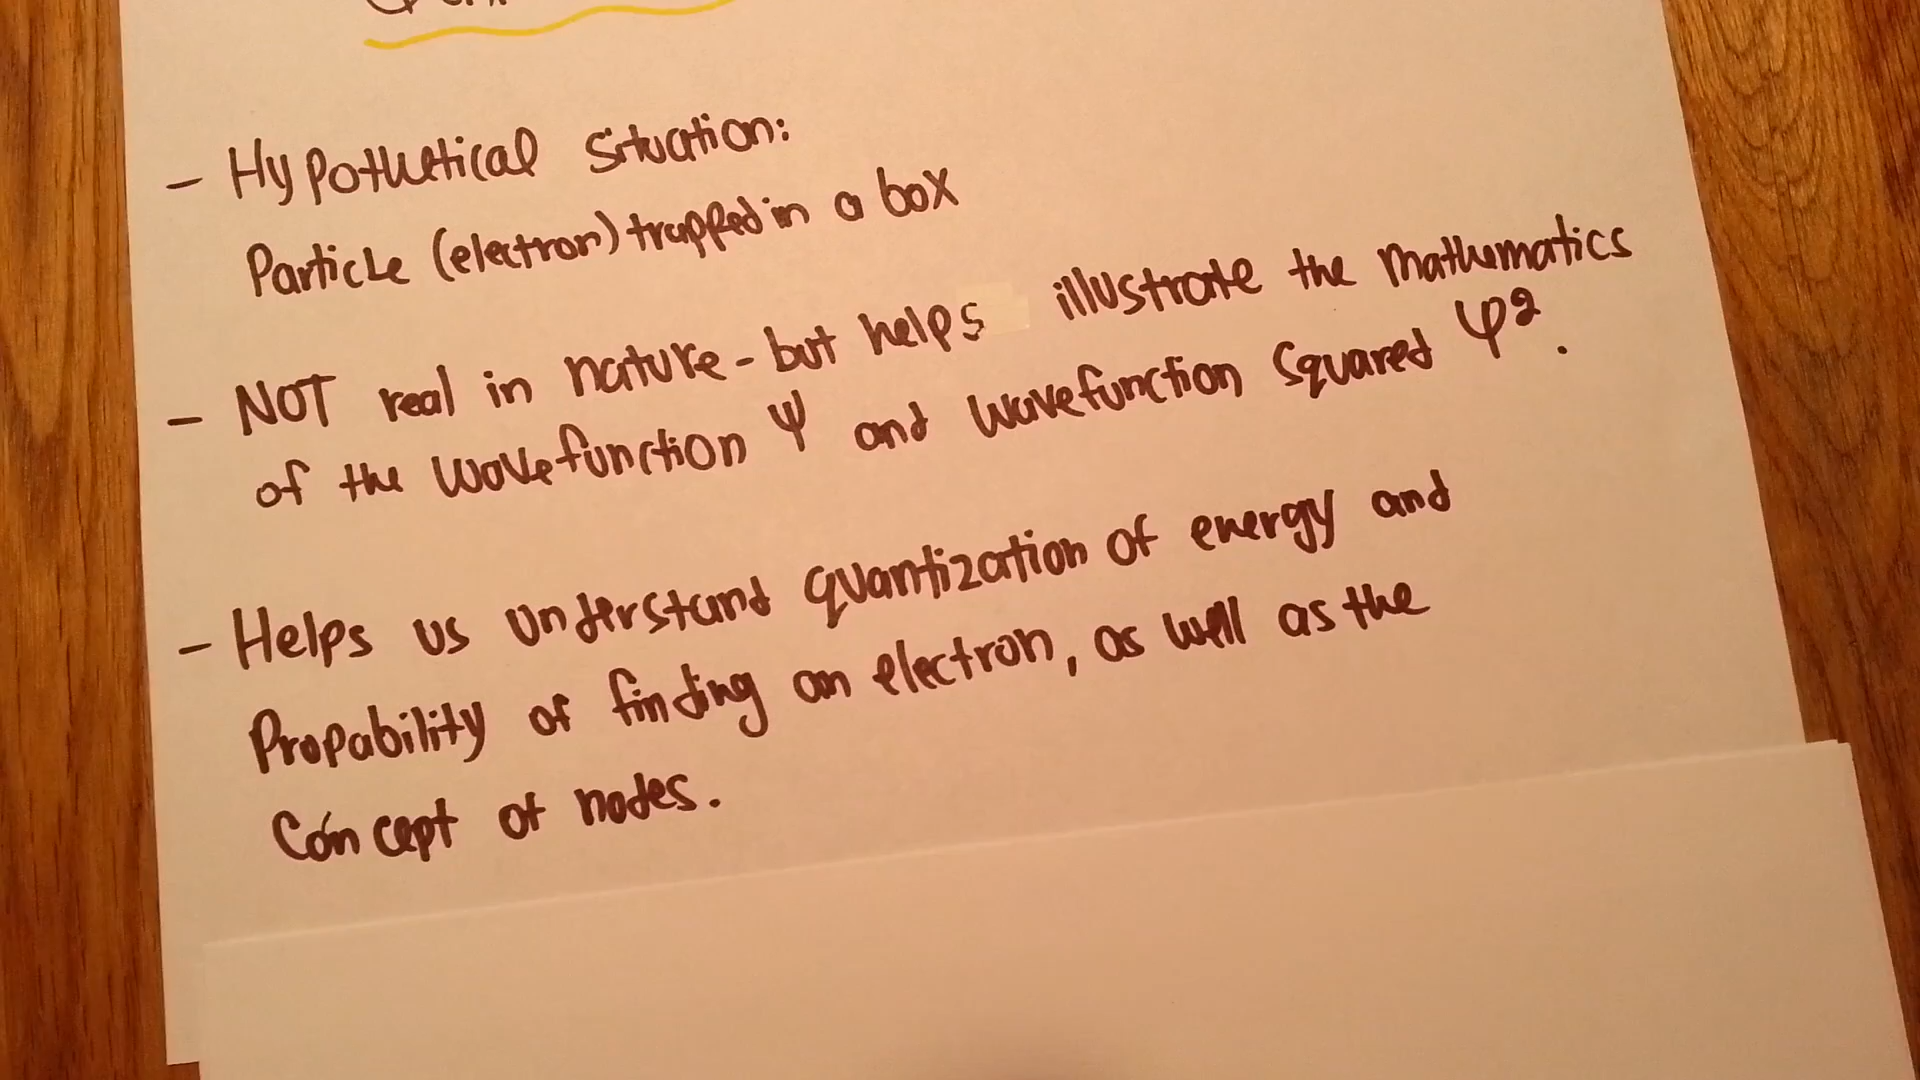 - Hypothetical situation:
Particle (electron) trapped in a box
- NOT real in nature - but helps illustrate the mathematics
of the wavefunction Ψ and wavefunction squared Ψ2.
- Helps us understand quantization of energy and
Propability of finding an electron, as well as the
Concept of nodes.